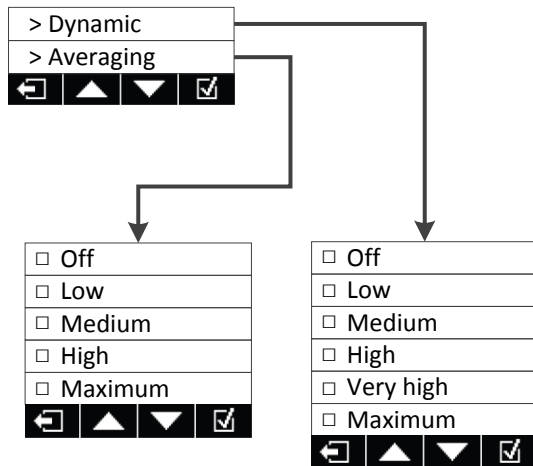 > Dynamic
> Averaging
Off
Low
Medium
High
Maximum
Off
Low
Medium
High
Very high
Maximum